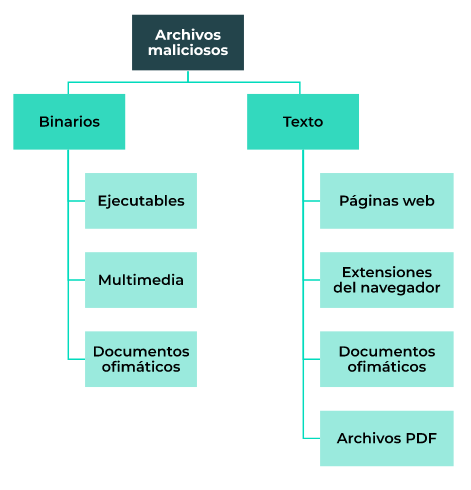 Archivos
maliciosos
Binarios
Texto
Ejecutables
Páginas web
Multimedia
Extensiones
del navegador
Documentos
ofimáticos
Documentos
ofimáticos
Archivos PDF